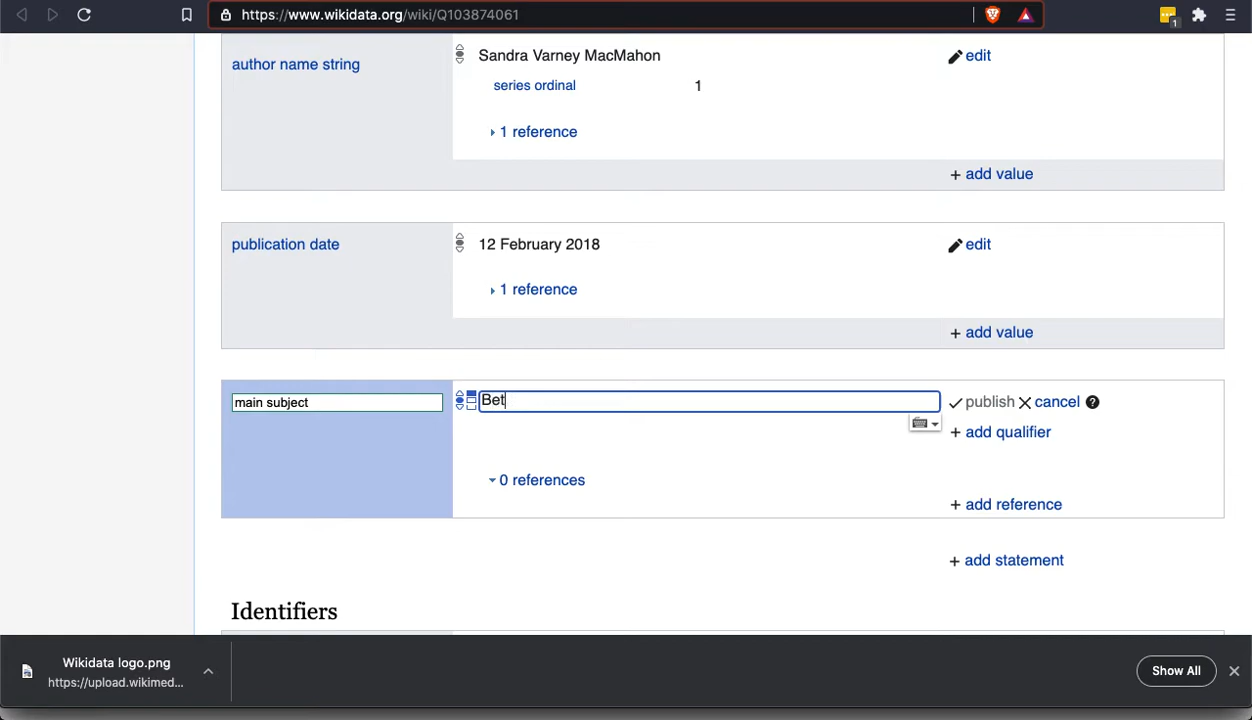 https://www.wikidata.org/wiki/Q103874061
1
author name string
Sandra Varney MacMahon
edit
series ordinal
1
1 reference
+ add value
publication date
12 February 2018
edit
1 reference
+ add value
main subject
Bet
publish
cancel
?
+ add qualifier
0 references
+ add reference
+ add statement
Identifiers
Wikidata logo.png
https://upload.wikimed...
Show All